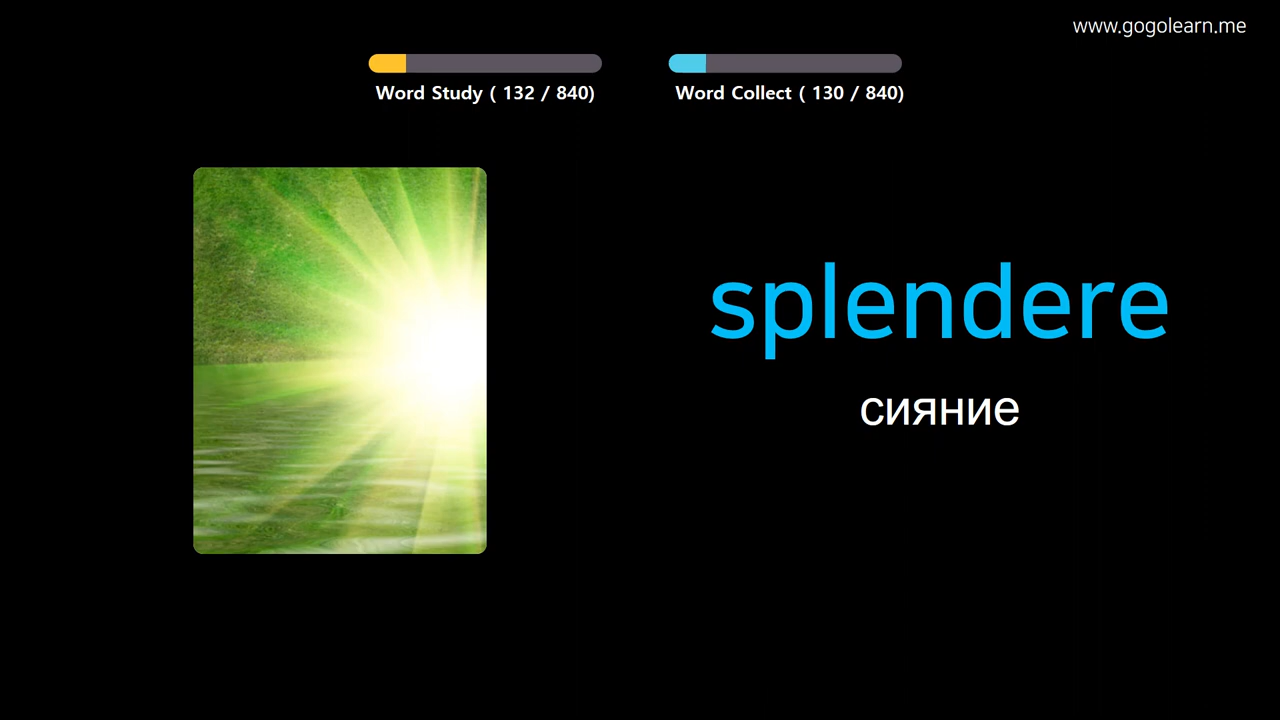 www.gogolearn.me
Word Study ( 132 / 840)
Word Collect ( 130 / 840)
splendere
сияние